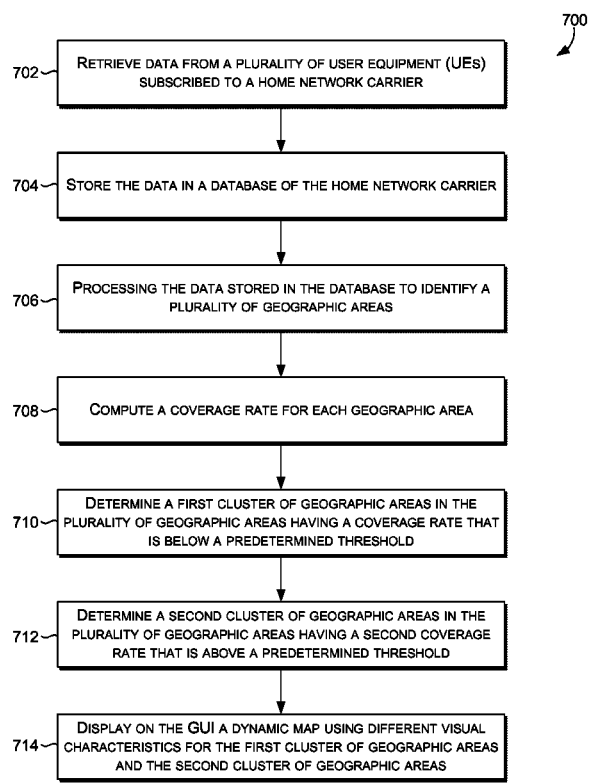 700
702
RETRIEVE DATA FROM A PLURALITY OF USER EQUIPMENT (UES)
SUBSCRIBED TO A HOME NETWORK CARRIER
704
STORE THE DATA IN A DATABASE OF THE HOME NETWORK CARRIER
706
PROCESSING THE DATA STORED IN THE DATABASE TO IDENTIFY A
PLURALITY OF GEOGRAPHIC AREAS
708
COMPUTE A COVERAGE RATE FOR EACH GEOGRAPHIC AREA
710
DETERMINE A FIRST CLUSTER OF GEOGRAPHIC AREAS IN THE
PLURALITY OF GEOGRAPHIC AREAS HAVING A COVERAGE RATE THAT
IS BELOW A PREDETERMINED THRESHOLD
712
DETERMINE A SECOND CLUSTER OF GEOGRAPHIC AREAS IN THE
PLURALITY OF GEOGRAPHIC AREAS HAVING A SECOND COVERAGE
RATE THAT IS ABOVE A PREDETERMINED THRESHOLD
714
DISPLAY ON THE GUI A DYNAMIC MAP USING DIFFERENT VISUAL
CHARACTERISTICS FOR THE FIRST CLUSTER OF GEOGRAPHIC AREAS
AND THE SECOND CLUSTER OF GEOGRAPHIC AREAS